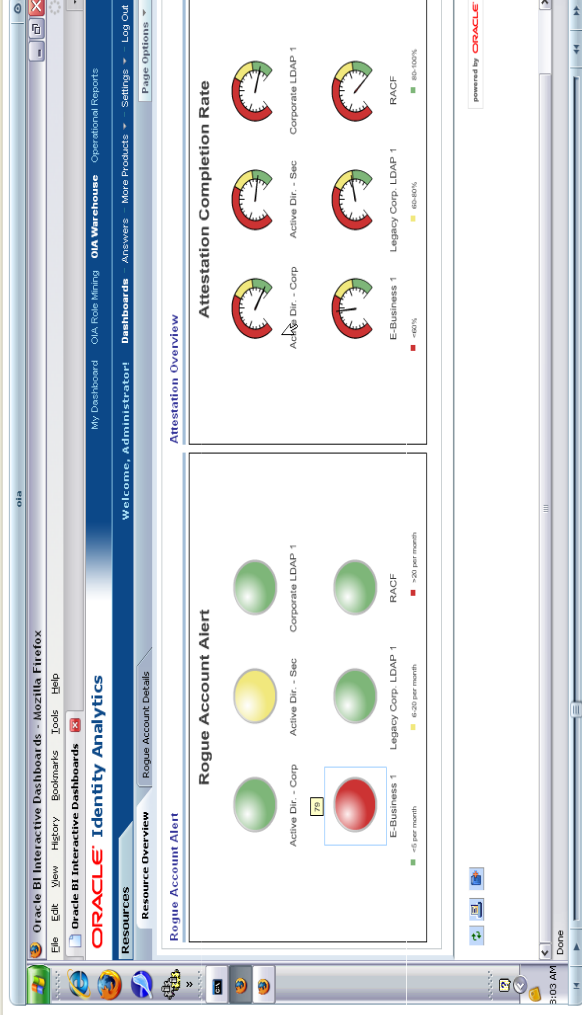 oia
Oracle BI Interactive Dashboards - Mozilla Firefox
File Edit View History Bookmarks Tools Help
Oracle BI Interactive Dashboards
ORACLE Identity Analytics
My Dashboard OIA Role Mining OIA Warehouse Operational Reports
Resources
Welcome, Administrator! Dashboards - Answers - More Products - Settings - Log Out
Resource Overview Rogue Account Details
Page Options
Rogue Account Alert
Attestation Overview
Rogue Account Alert
Attestation Completion Rate
Active Dir. - Corp Active Dir. - Sec Corporate LDAP 1
Active Dir. - Corp Active Dir. - Sec Corporate LDAP 1
79
E-Business 1 Legacy Corp. LDAP 1 RACF
E-Business 1 Legacy Corp. LDAP 1 RACF
<5 per month 6-20 per month >20 per month
<60% 60-80% 80-100%
powered by ORACLE
Done